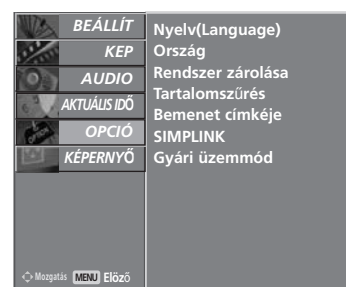 BEÁLLÍT
KEP
AUDIO
AKTUÁLIS IDŐ
OPCIÓ
KÉPERNYŐ
Nyelv(Language)
Ország
Rendszer zárolása
Tartalomszűrés
Bemenet címkéje
SIMPLINK
Gyári üzemmód
Mozgatás MENU Előző